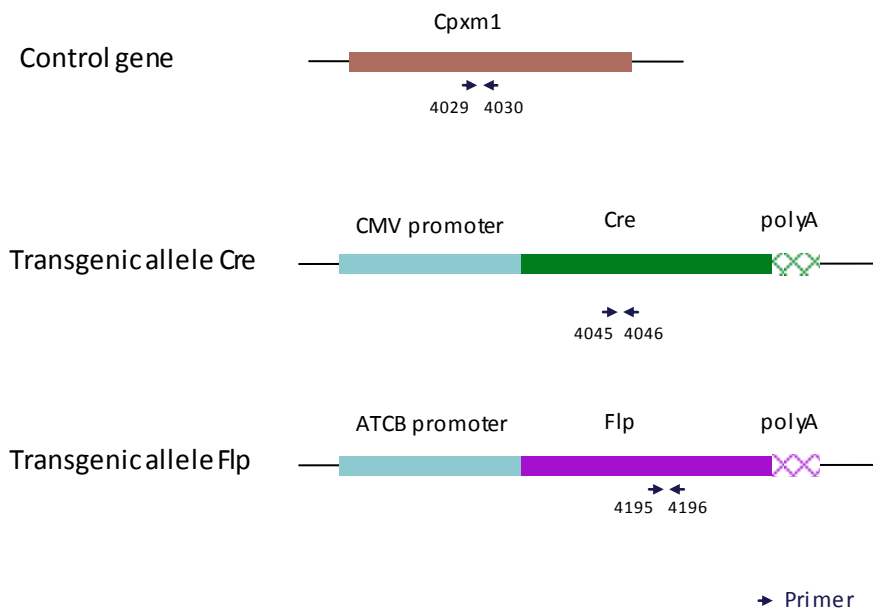 Cpxm1
Control gene
4029 4030
CMV promoter Cre polyA
Transgenic allele Cre
4045 4046
ATCB promoter Flp polyA
Transgenic allele Flp
4195 4196
Primer